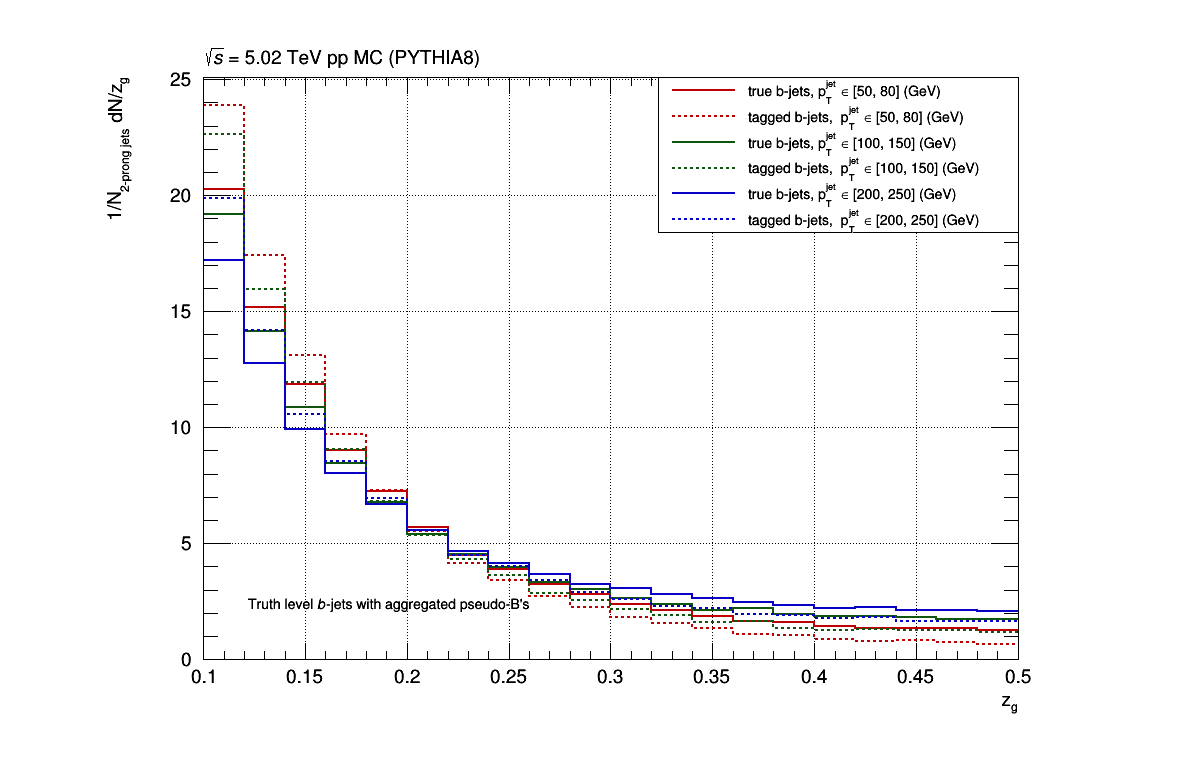 √s = 5.02 TeV pp MC (PYTHIA8)
1/N_2-prong jets dN/z_g
25
20
15
10
5
0
true b-jets, p_T^jet ∈ [50, 80] (GeV)
tagged b-jets, p_T^jet ∈ [50, 80] (GeV)
true b-jets, p_T^jet ∈ [100, 150] (GeV)
tagged b-jets, p_T^jet ∈ [100, 150] (GeV)
true b-jets, p_T^jet ∈ [200, 250] (GeV)
tagged b-jets, p_T^jet ∈ [200, 250] (GeV)
Truth level b-jets with aggregated pseudo-B's
0.1 0.15 0.2 0.25 0.3 0.35 0.4 0.45 0.5
z_g